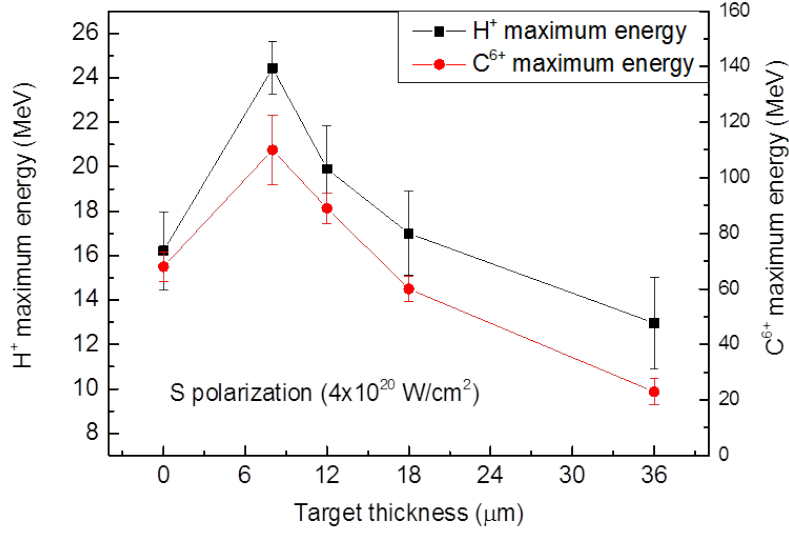 H⁺ maximum energy
C⁶⁺ maximum energy
H⁺ maximum energy (MeV)
26
24
22
20
18
16
14
12
10
8
160
140
120
100
80
60
40
20
0
C⁶⁺ maximum energy (MeV)
S polarization (4x10²⁰ W/cm²)
0 6 12 18 24 30 36
Target thickness (μm)